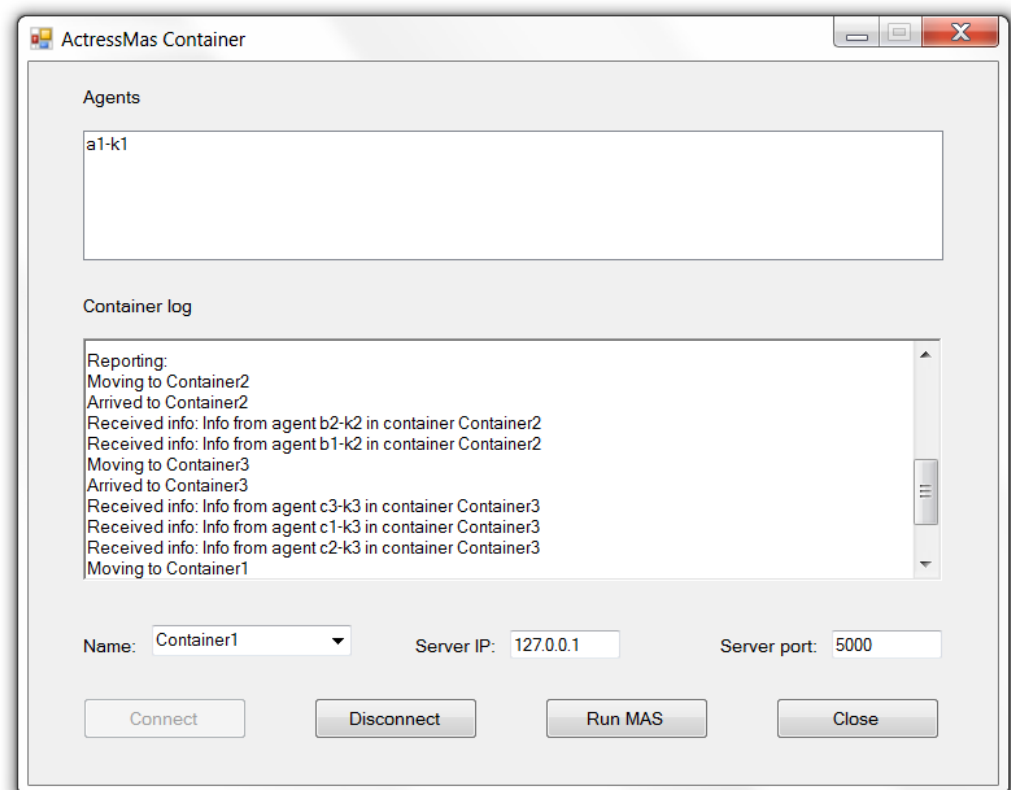 ActressMas Container
Agents
a1-k1
Container log
Reporting:
Moving to Container2
Arrived to Container2
Received info: Info from agent b2-k2 in container Container2
Received info: Info from agent b1-k2 in container Container2
Moving to Container3
Arrived to Container3
Received info: Info from agent c3-k3 in container Container3
Received info: Info from agent c1-k3 in container Container3
Received info: Info from agent c2-k3 in container Container3
Moving to Container1
Name: Container1 Server IP: 127.0.0.1 Server port: 5000
Connect Disconnect Run MAS Close